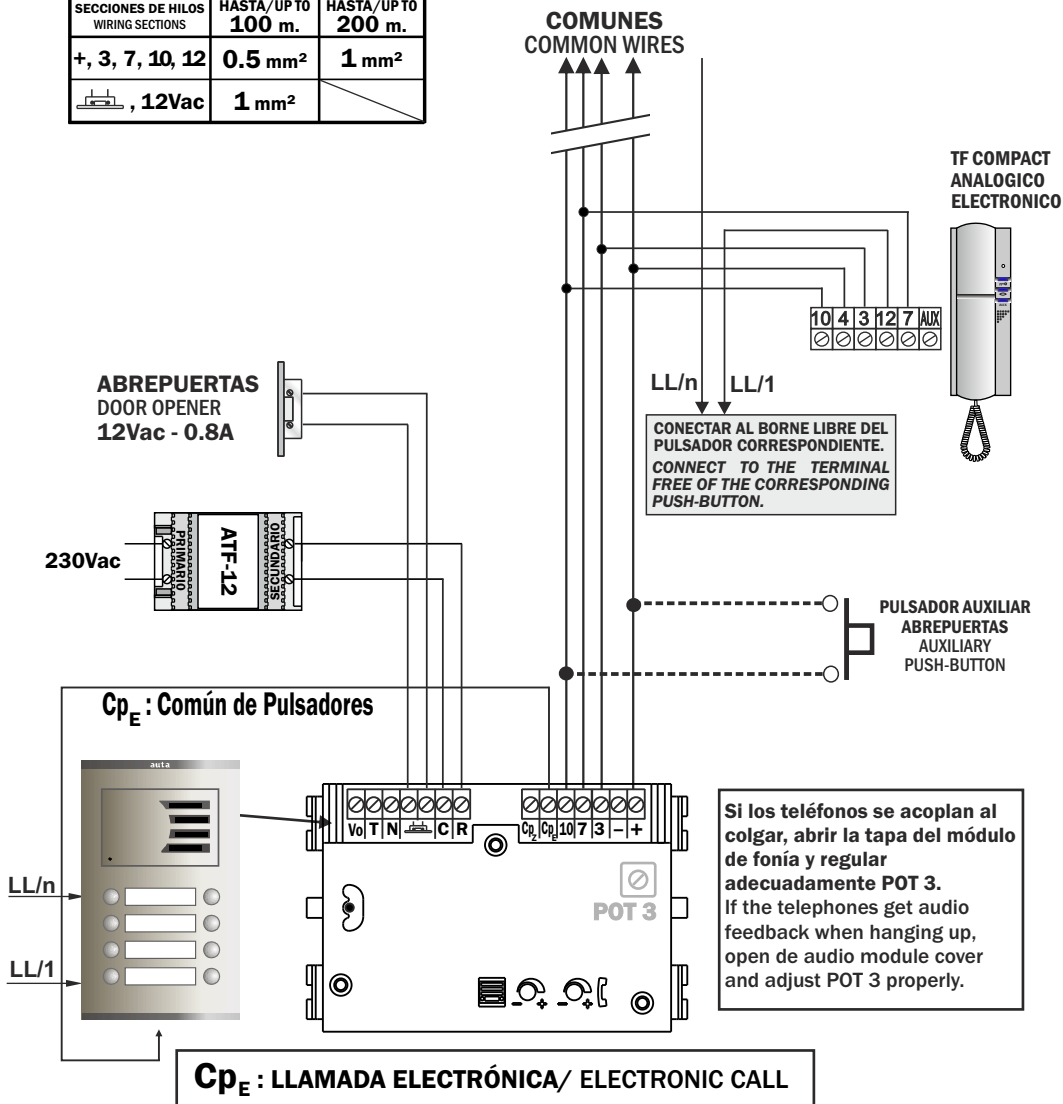 SECCIONES DE HILOS
WIRING SECTIONS
HASTA/UP TO
100 m.
HASTA/UP TO
200 m.
+, 3, 7, 10, 12
0.5 mm²
1 mm²
, 12Vac
1 mm²
COMUNES
COMMON WIRES
TF COMPACT
ANALOGICO
ELECTRONICO
10 4 3 12 7 AUX
LL/n
LL/1
CONECTAR AL BORNE LIBRE DEL
PULSADOR CORRESPONDIENTE.
CONNECT TO THE TERMINAL
FREE OF THE CORRESPONDING
PUSH-BUTTON.
ABREPUERTAS
DOOR OPENER
12Vac - 0.8A
230Vac
PRIMARIO
ATF-12
SECUNDARIO
PULSADOR AUXILIAR
ABREPUERTAS
AUXILIARY
PUSH-BUTTON
CpE : Común de Pulsadores
auta
LL/n
LL/1
Vo T N C R
CpZ CpE 10 7 3 – +
POT 3
– +
– +
Si los teléfonos se acoplan al
colgar, abrir la tapa del módulo
de fonía y regular
adecuadamente POT 3.
If the telephones get audio
feedback when hanging up,
open de audio module cover
and adjust POT 3 properly.
CpE : LLAMADA ELECTRÓNICA/ ELECTRONIC CALL